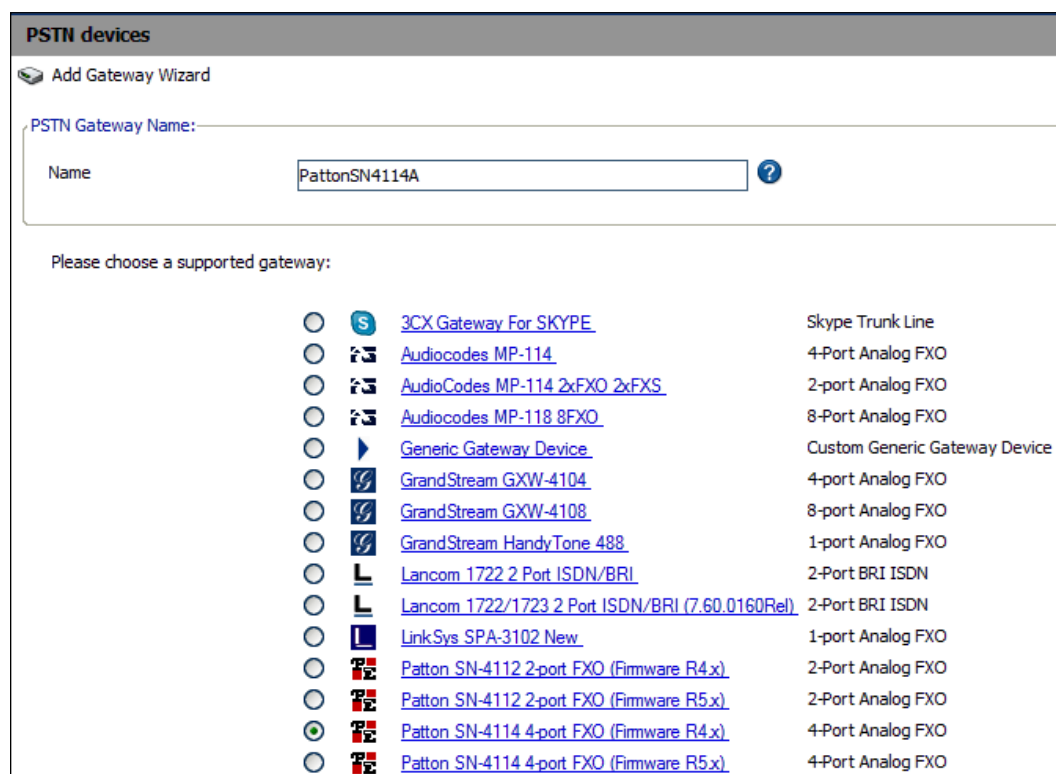 PSTN devices
Add Gateway Wizard
PSTN Gateway Name:
Name PattonSN4114A ?
Please choose a supported gateway:
S 3CX Gateway For SKYPE Skype Trunk Line
Audiocodes MP-114 4-Port Analog FXO
AudioCodes MP-114 2xFXO 2xFXS 2-port Analog FXO
Audiocodes MP-118 8FXO 8-Port Analog FXO
Generic Gateway Device Custom Generic Gateway Device
G GrandStream GXW-4104 4-port Analog FXO
G GrandStream GXW-4108 8-port Analog FXO
G GrandStream HandyTone 488 1-port Analog FXO
L Lancom 1722 2 Port ISDN/BRI 2-Port BRI ISDN
L Lancom 1722/1723 2 Port ISDN/BRI (7.60.0160Rel) 2-Port BRI ISDN
L LinkSys SPA-3102 New 1-port Analog FXO
Patton SN-4112 2-port FXO (Firmware R4.x) 2-Port Analog FXO
Patton SN-4112 2-port FXO (Firmware R5.x) 2-Port Analog FXO
Patton SN-4114 4-port FXO (Firmware R4.x) 4-Port Analog FXO
Patton SN-4114 4-port FXO (Firmware R5.x) 4-Port Analog FXO